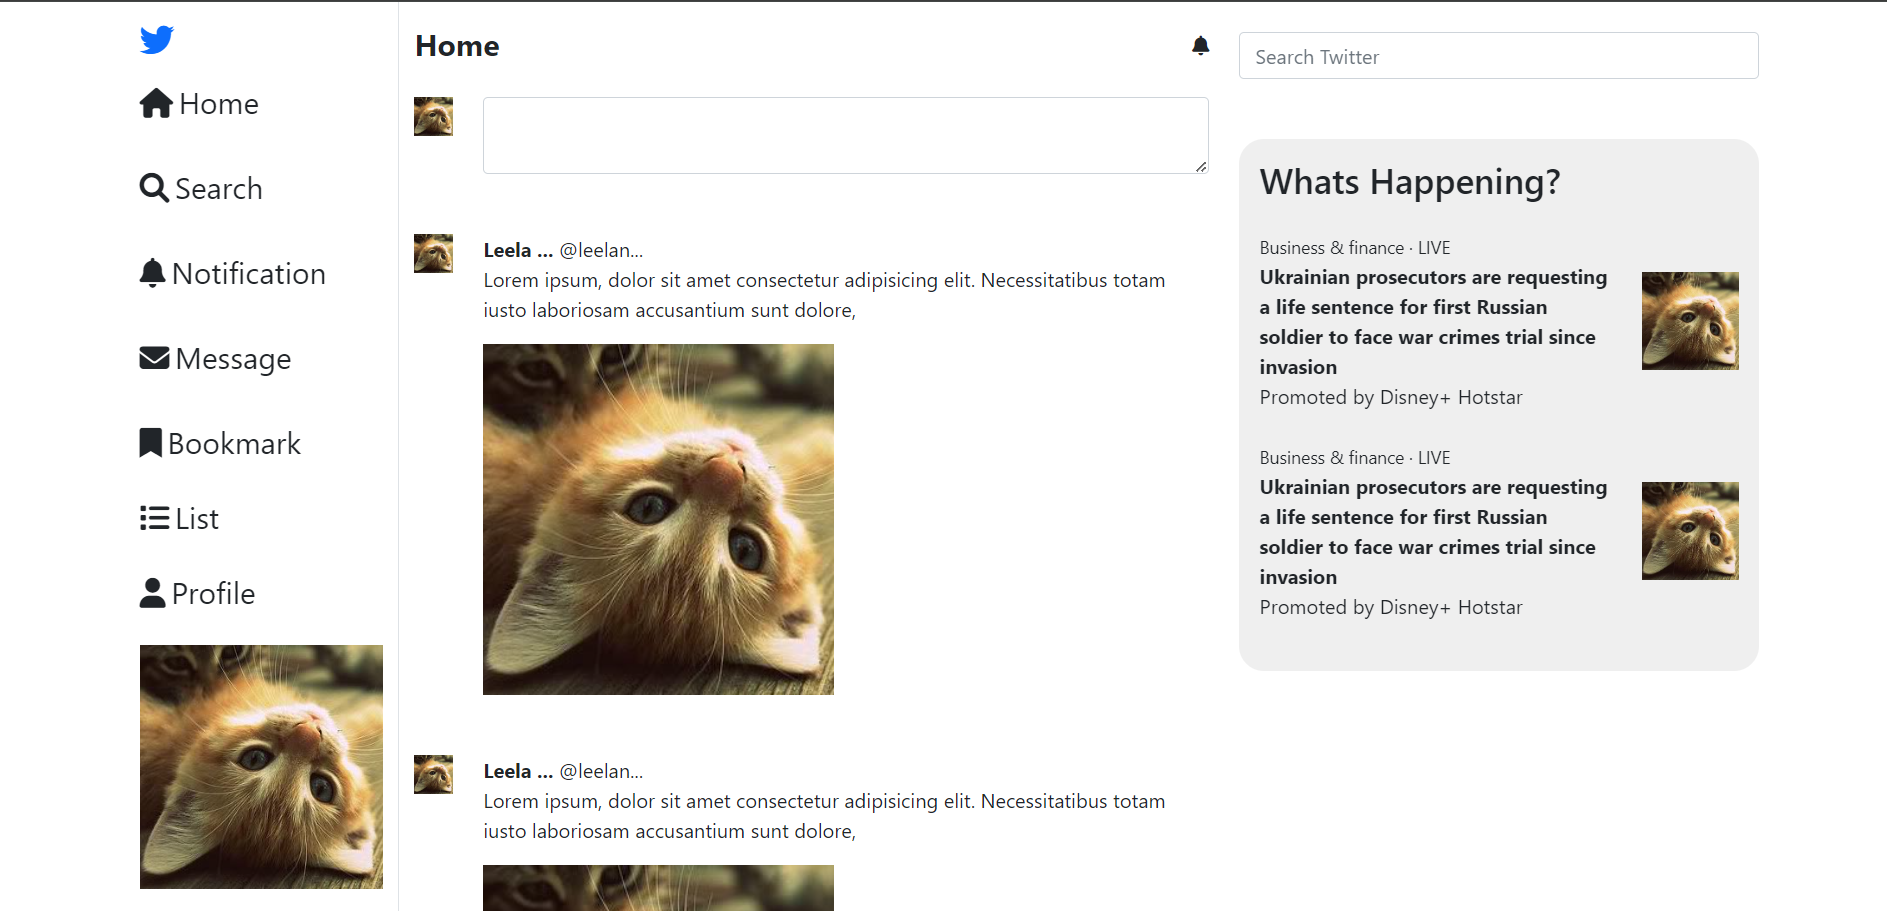 Home
Search
Notification
Message
Bookmark
List
Profile
Home
Leela ... @leelan...
Lorem ipsum, dolor sit amet consectetur adipisicing elit. Necessitatibus totam
iusto laboriosam accusantium sunt dolore,
Leela ... @leelan...
Lorem ipsum, dolor sit amet consectetur adipisicing elit. Necessitatibus totam
iusto laboriosam accusantium sunt dolore,
Search Twitter
Whats Happening?
Business & finance · LIVE
Ukrainian prosecutors are requesting
a life sentence for first Russian
soldier to face war crimes trial since
invasion
Promoted by Disney+ Hotstar
Business & finance · LIVE
Ukrainian prosecutors are requesting
a life sentence for first Russian
soldier to face war crimes trial since
invasion
Promoted by Disney+ Hotstar